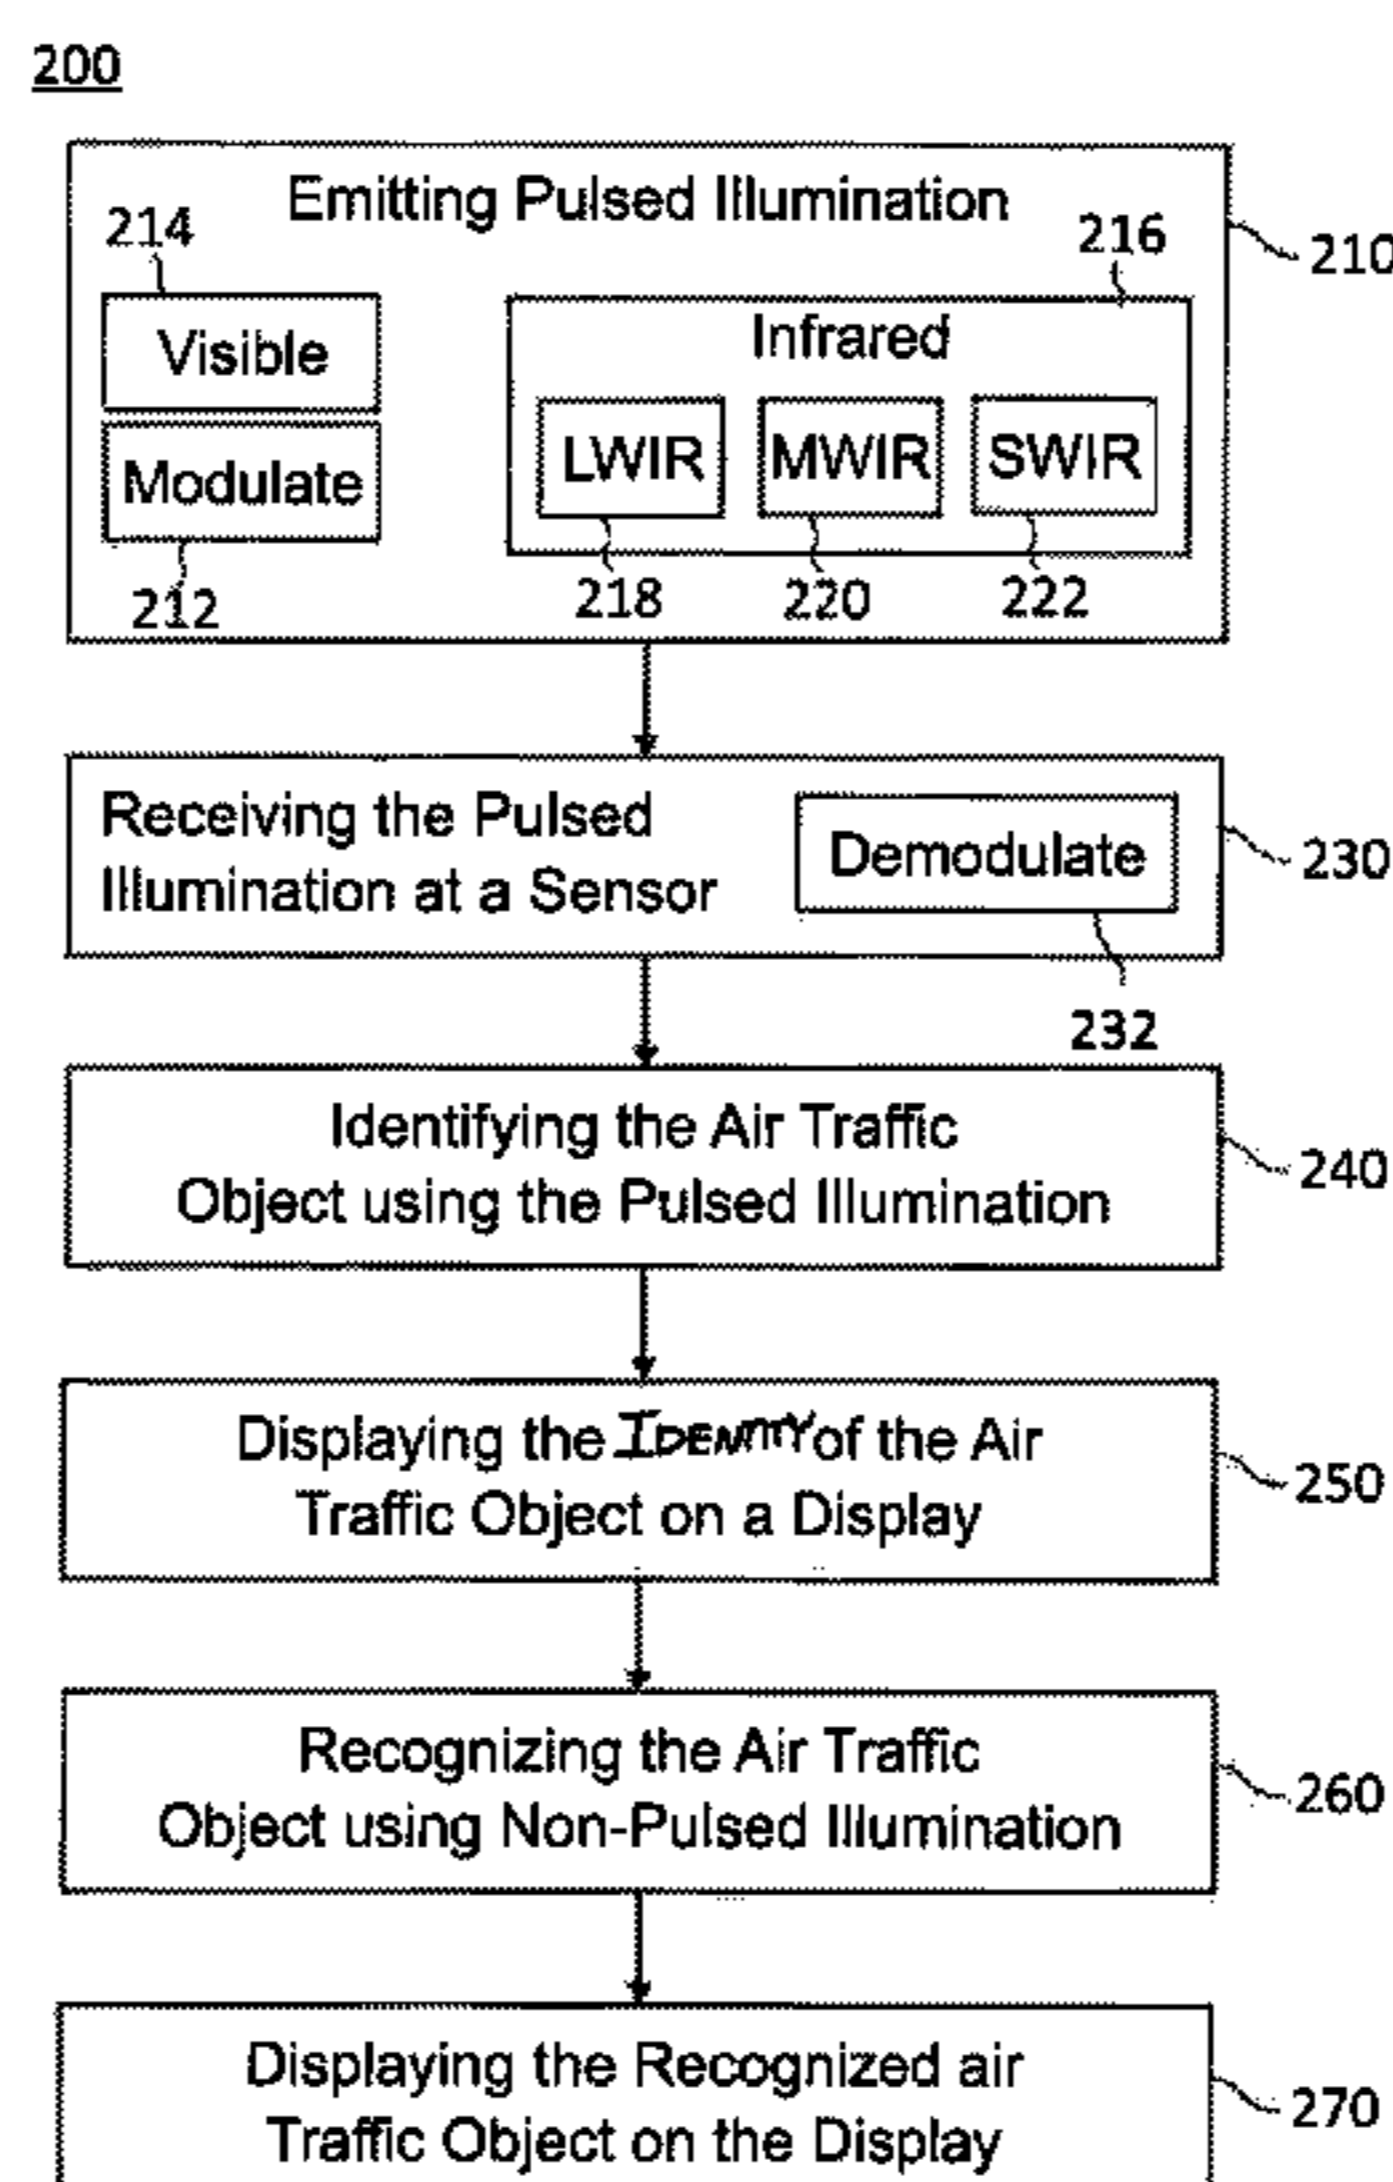 200
Emitting Pulsed Illumination
210
214
216
Visible
Infrared
Modulate
LWIR
MWIR
SWIR
212
218
220
222
Receiving the Pulsed
Illumination at a Sensor
Demodulate
230
232
Identifying the Air Traffic
Object using the Pulsed Illumination
240
Displaying the IDENTITY of the Air
Traffic Object on a Display
250
Recognizing the Air Traffic
Object using Non-Pulsed Illumination
260
Displaying the Recognized air
Traffic Object on the Display
270